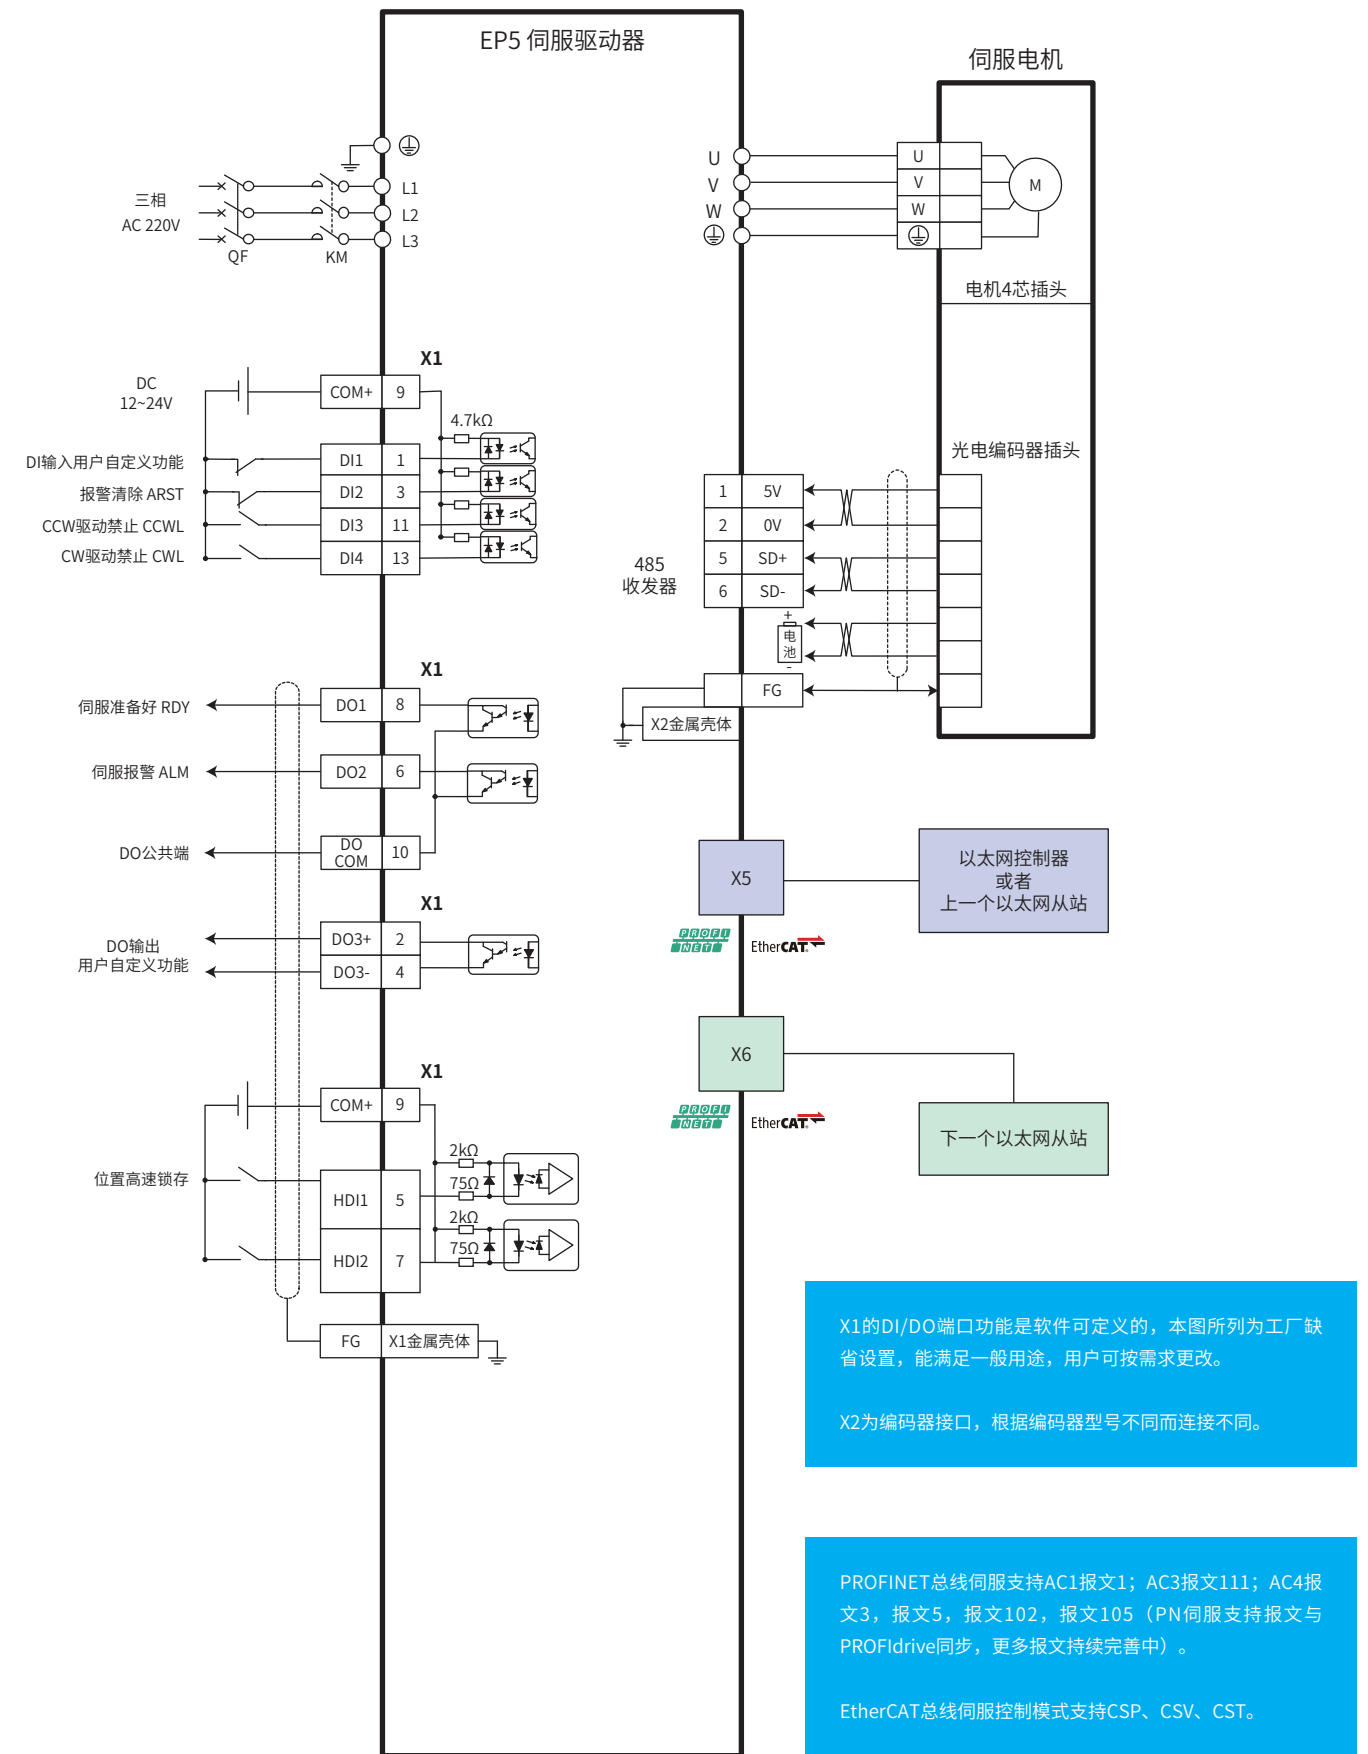 EP5 伺服驱动器
伺服电机
三相
AC 220V
QF
KM
L1
L2
L3
U
V
W
U
V
W
M
电机4芯插头
X1
DC
12~24V
COM+ 9
4.7kΩ
DI输入用户自定义功能 DI1 1
报警清除 ARST DI2 3
CCW驱动禁止 CCWL DI3 11
CW驱动禁止 CWL DI4 13
光电编码器插头
485
收发器
1 5V
2 0V
5 SD+
6 SD-
+
电
池
-
FG
X2金属壳体
X1
伺服准备好 RDY DO1 8
伺服报警 ALM DO2 6
DO公共端 DO
COM 10
X1
DO输出
用户自定义功能
DO3+ 2
DO3- 4
X5
以太网控制器
或者
上一个以太网从站
PROFI
NET
EtherCAT
X6
下一个以太网从站
PROFI
NET
EtherCAT
X1
COM+ 9
位置高速锁存
HDI1 5
HDI2 7
2kΩ
75Ω
2kΩ
75Ω
FG X1金属壳体
X1的DI/DO端口功能是软件可定义的，本图所列为工厂缺
省设置，能满足一般用途，用户可按需求更改。
X2为编码器接口，根据编码器型号不同而连接不同。
PROFINET总线伺服支持AC1报文1；AC3报文111；AC4报
文3，报文5，报文102，报文105（PN伺服支持报文与
PROFIdrive同步，更多报文持续完善中）。
EtherCAT总线伺服控制模式支持CSP、CSV、CST。